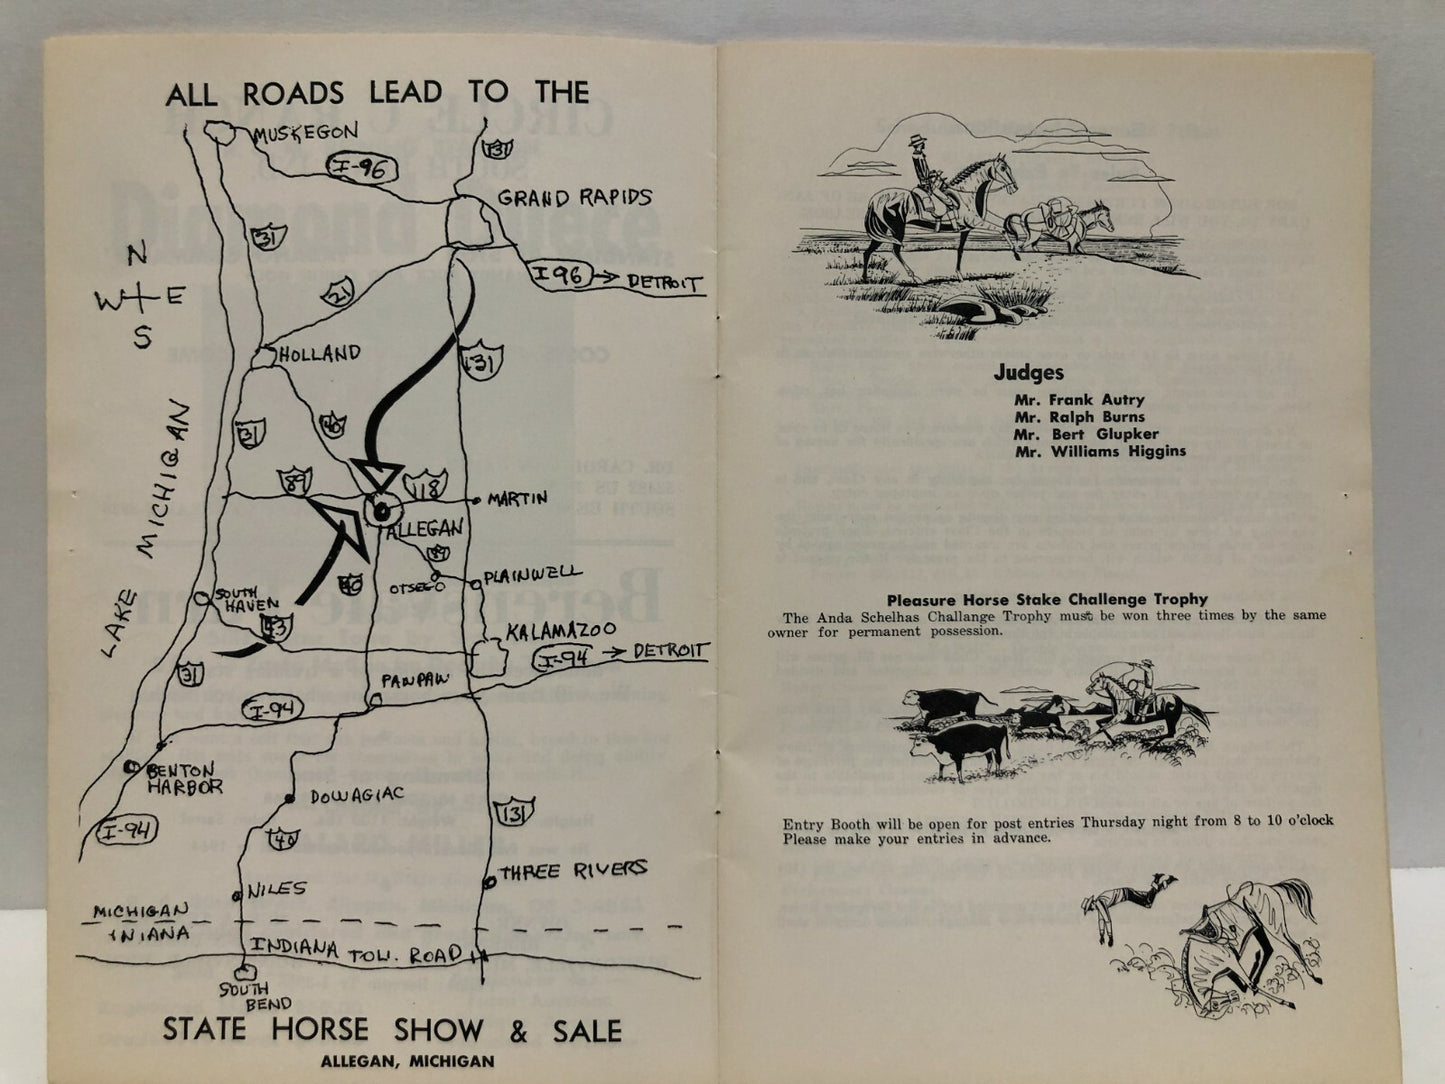 ALL ROADS LEAD TO THE
MUSKEGON
I-96
131
GRAND RAPIDS
31
N
W E
S
21
I 96 → DETROIT
HOLLAND
131
LAKE MICHIGAN
31
40
89
118
MARTIN
ALLEGAN
89
40
OTSEGO
PLAINWELL
SOUTH
HAVEN
43
KALAMAZOO
I-94 → DETROIT
31
PAWPAW
I-94
BENTON
HARBOR
I-94
DOWAGIAC
131
40
THREE RIVERS
NILES
MICHIGAN
INIANA
INDIANA TOLL ROAD
SOUTH
BEND
STATE HORSE SHOW & SALE
ALLEGAN, MICHIGAN
Judges
Mr. Frank Autry
Mr. Ralph Burns
Mr. Bert Glupker
Mr. Williams Higgins
Pleasure Horse Stake Challenge Trophy
The Anda Schelhas Challange Trophy must be won three times by the same
owner for permanent possession.
Entry Booth will be open for post entries Thursday night from 8 to 10 o'clock
Please make your entries in advance.